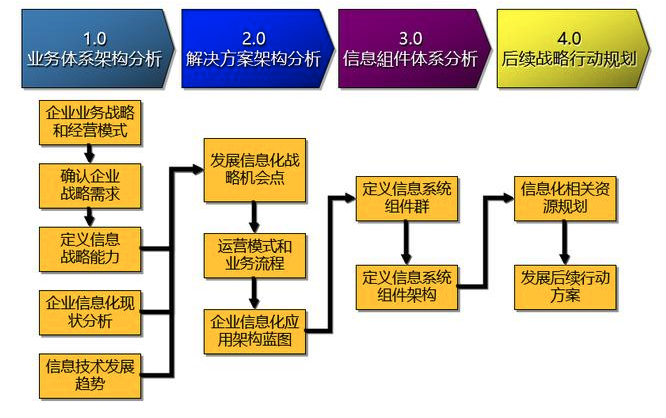 1.0
业务体系架构分析
2.0
解决方案架构分析
3.0
信息組件体系分析
4.0
后续战略行动规划
企业业务战略
和经营模式
确认企业
战略需求
定义信息
战略能力
企业信息化现
状分析
信息技术发展
趋势
发展信息化战
略机会点
运营模式和
业务流程
企业信息化应
用架构蓝图
定义信息系统
组件群
定义信息系统
组件架构
信息化相关资
源规划
发展后续行动
方案